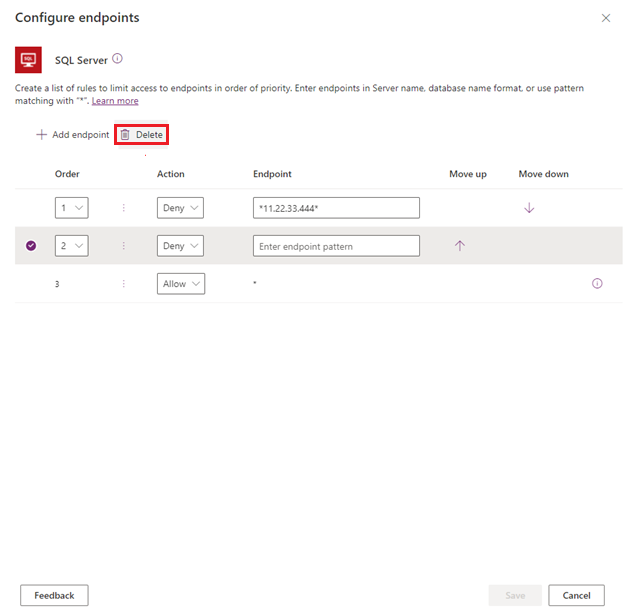 Configure endpoints
SQL
SQL Server
Create a list of rules to limit access to endpoints in order of priority. Enter endpoints in Server name, database name format, or use pattern
matching with "*". Learn more
Add endpoint Delete
Order Action Endpoint Move up Move down
1 Deny *11.22.33.444*
2 Deny Enter endpoint pattern
3 Allow *
Feedback Save Cancel